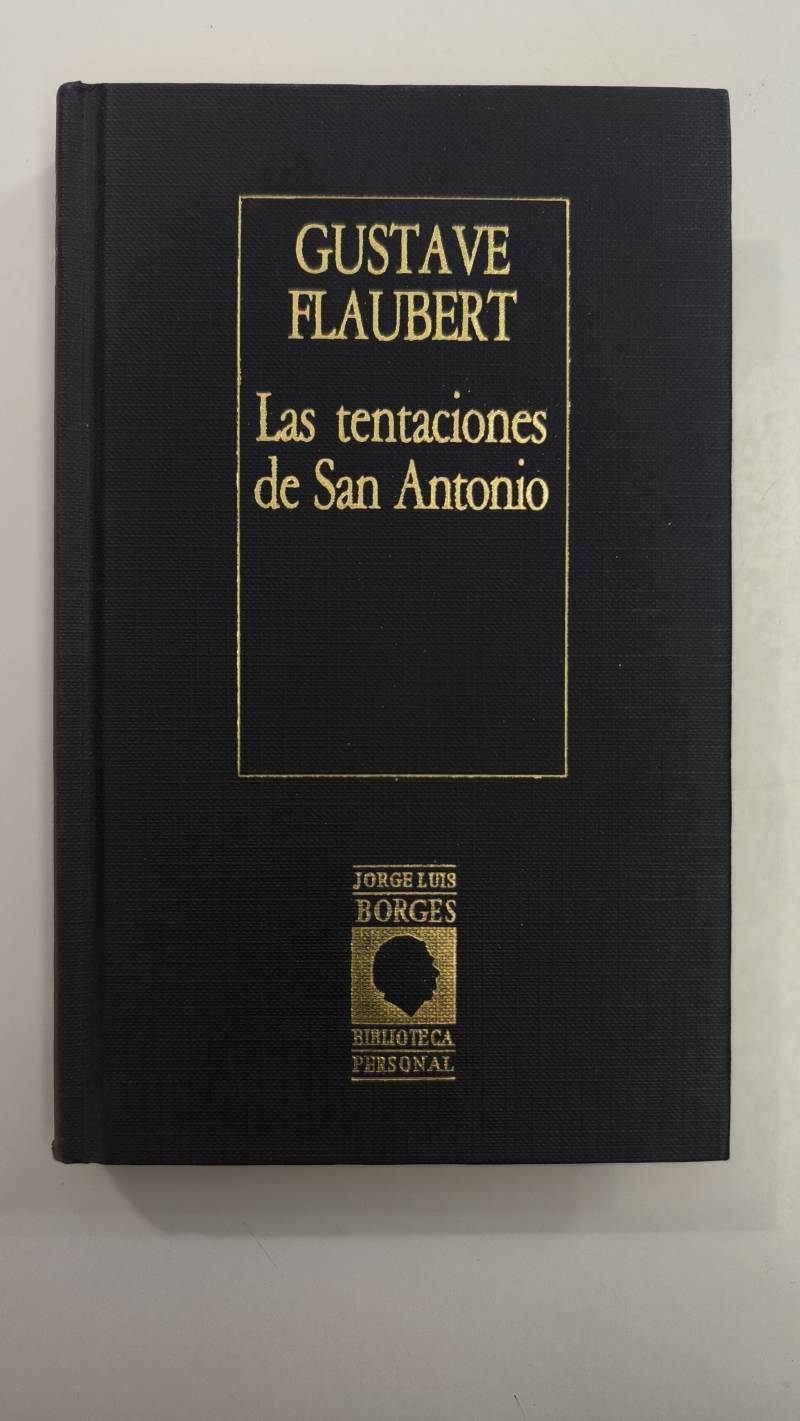 GUSTAVE
FLAUBERT
Las tentaciones
de San Antonio
JORGE LUIS
BORGES
BIBLIOTECA
PERSONAL